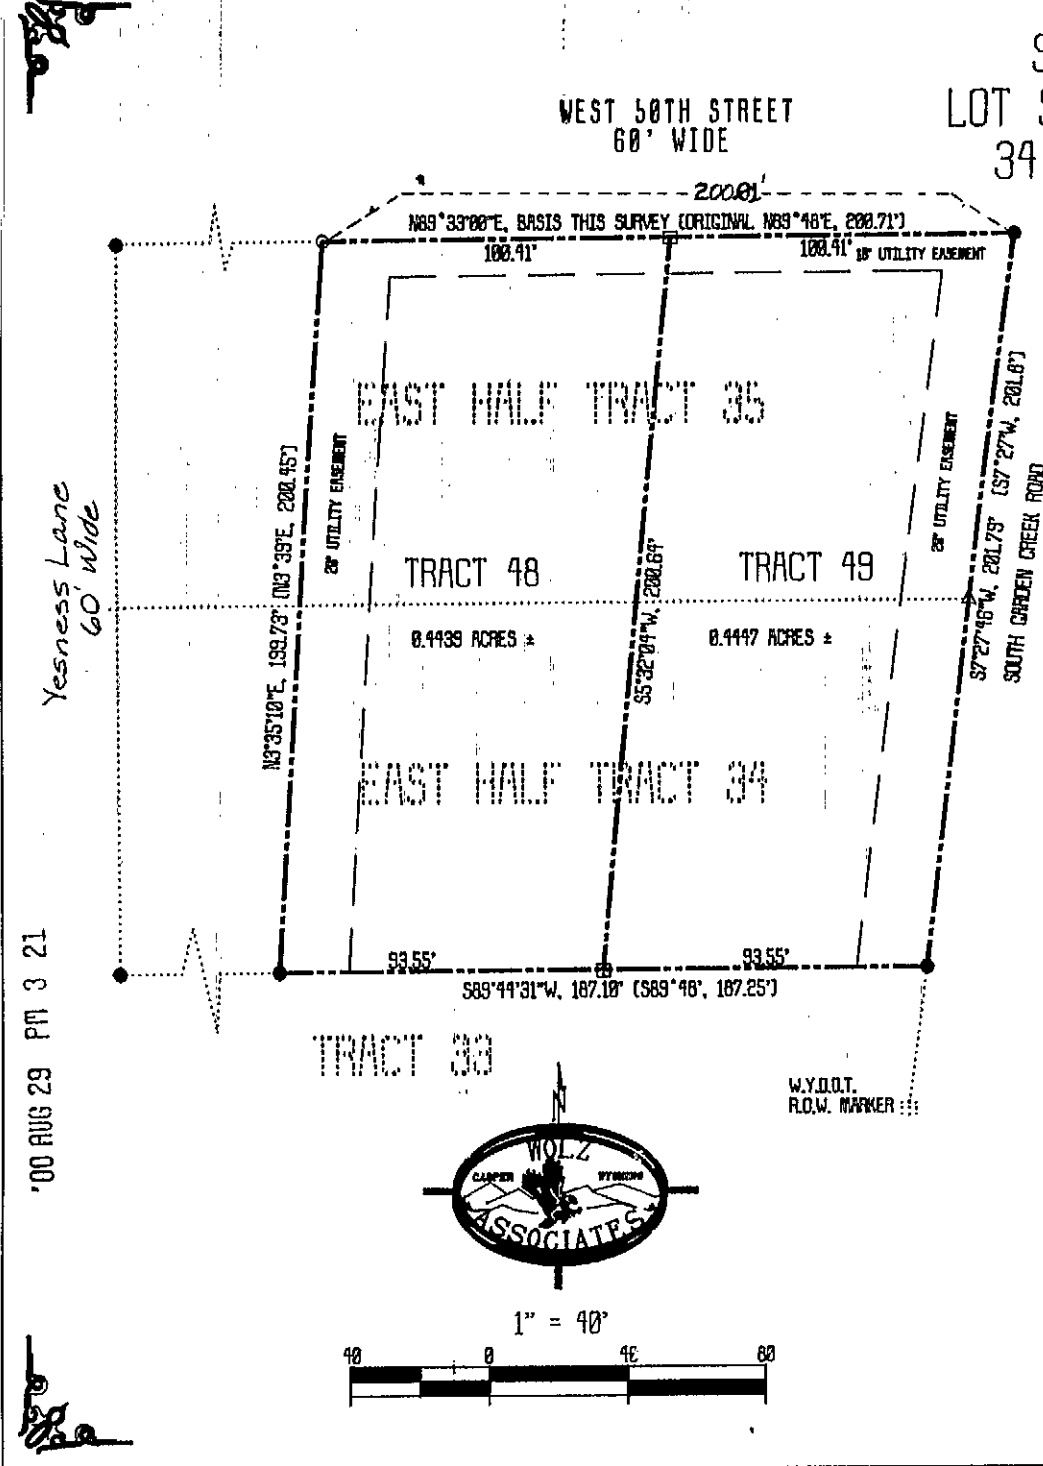 WEST 50TH STREET
60' WIDE
LOT
34
200.81'
N89°33'00"E, BASIS THIS SURVEY (ORIGINAL N89°48'E, 200.71')
100.41'
100.41'
10' UTILITY EASEMENT
EAST HALF TRACT 35
20' UTILITY EASEMENT
20' UTILITY EASEMENT
N3°35'10"E, 199.73' (N3°39'E, 200.45')
S5°32'04"W, 200.64'
S7°27'46"W, 201.79' (S7°27'W, 201.8')
SOUTH GARDEN CREEK ROAD
Yesness Lane
60' Wide
TRACT 48
TRACT 49
0.4439 ACRES ±
0.4447 ACRES ±
EAST HALF TRACT 34
93.55'
93.55'
S89°44'31"W, 187.10' (S89°46', 187.25')
TRACT 33
W.Y.D.O.T.
R.O.W. MARKER
'00 AUG 29 PM 3 21
N
WOLZ
CASPER WYOMING
ASSOCIATES
1" = 40'
40 0 40 80